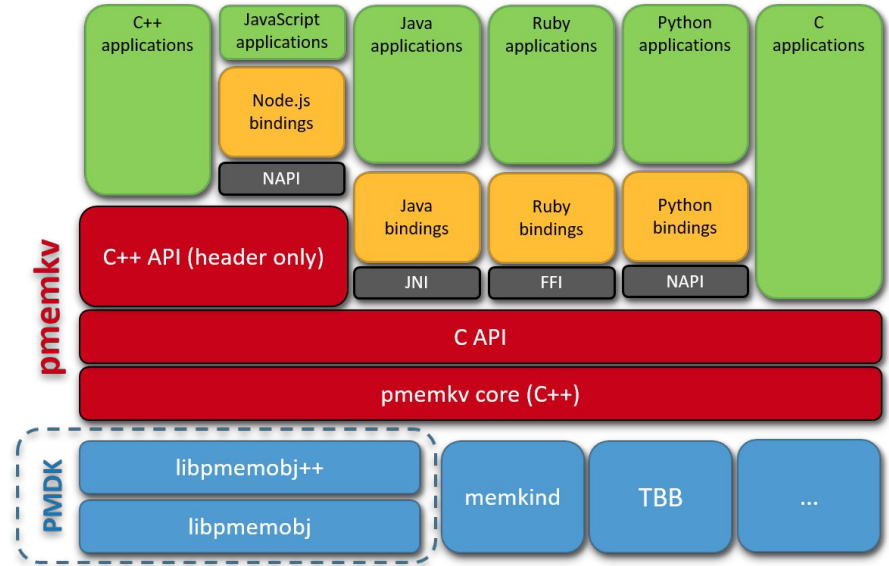 C++
applications
JavaScript
applications
Java
applications
Ruby
applications
Python
applications
C
applications
Node.js
bindings
NAPI
Java
bindings
Ruby
bindings
Python
bindings
JNI
FFI
NAPI
pmemkv
C++ API (header only)
C API
pmemkv core (C++)
PMDK
libpmemobj++
libpmemobj
memkind
TBB
...